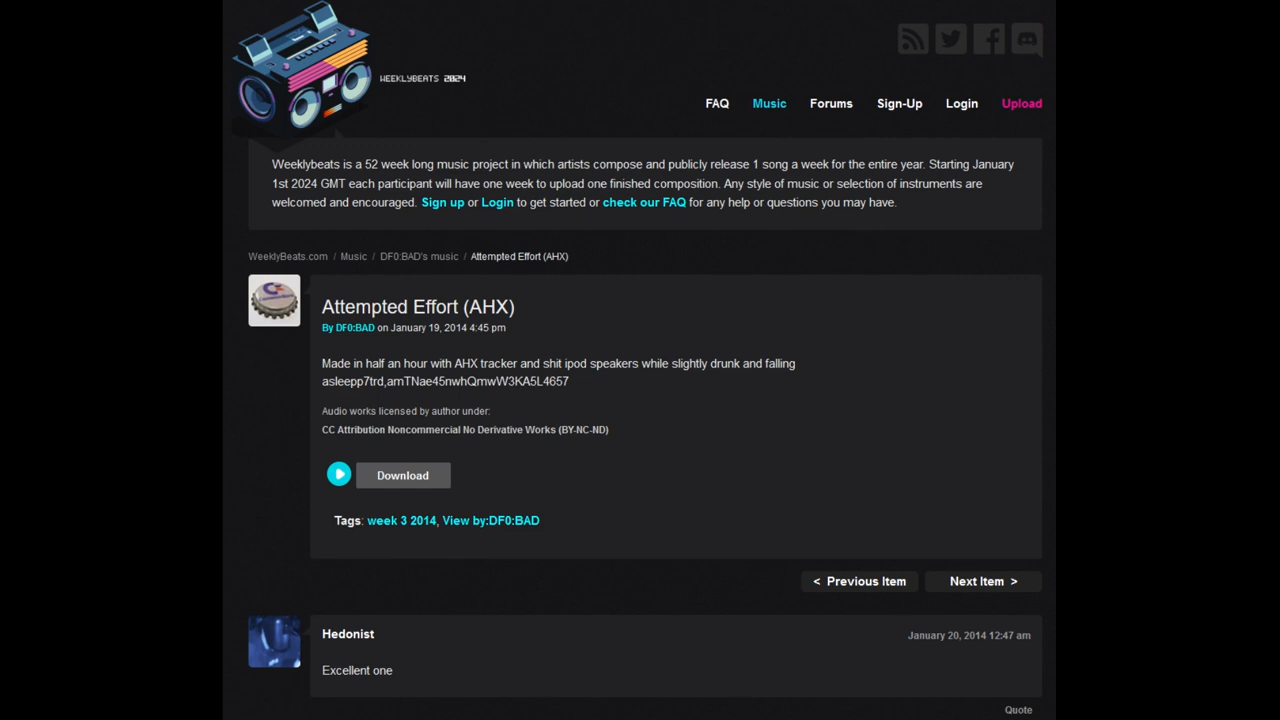 WEEKLYBEATS 2024
FAQ Music Forums Sign-Up Login Upload
Weeklybeats is a 52 week long music project in which artists compose and publicly release 1 song a week for the entire year. Starting January
1st 2024 GMT each participant will have one week to upload one finished composition. Any style of music or selection of instruments are
welcomed and encouraged. Sign up or Login to get started or check our FAQ for any help or questions you may have.
WeeklyBeats.com / Music / DF0:BAD's music / Attempted Effort (AHX)
Attempted Effort (AHX)
By DF0:BAD on January 19, 2014 4:45 pm
Made in half an hour with AHX tracker and shit ipod speakers while slightly drunk and falling
asleepp7trd,amTNae45nwhQmwW3KA5L4657
Audio works licensed by author under:
CC Attribution Noncommercial No Derivative Works (BY-NC-ND)
Download
Tags: week 3 2014, View by:DF0:BAD
< Previous Item Next Item >
Hedonist January 20, 2014 12:47 am
Excellent one
Quote